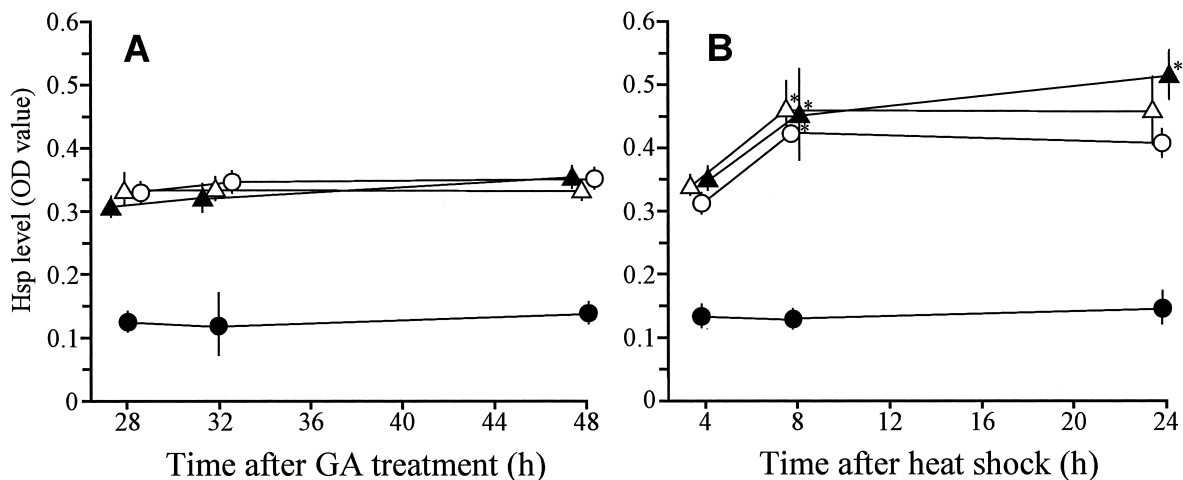 A
0.6
0.5
0.4
0.3
0.2
0.1
0
Hsp level (OD value)
28 32 36 40 44 48
Time after GA treatment (h)
B
0.6
0.5
0.4
0.3
0.2
0.1
0
* * * *
4 8 12 16 20 24
Time after heat shock (h)